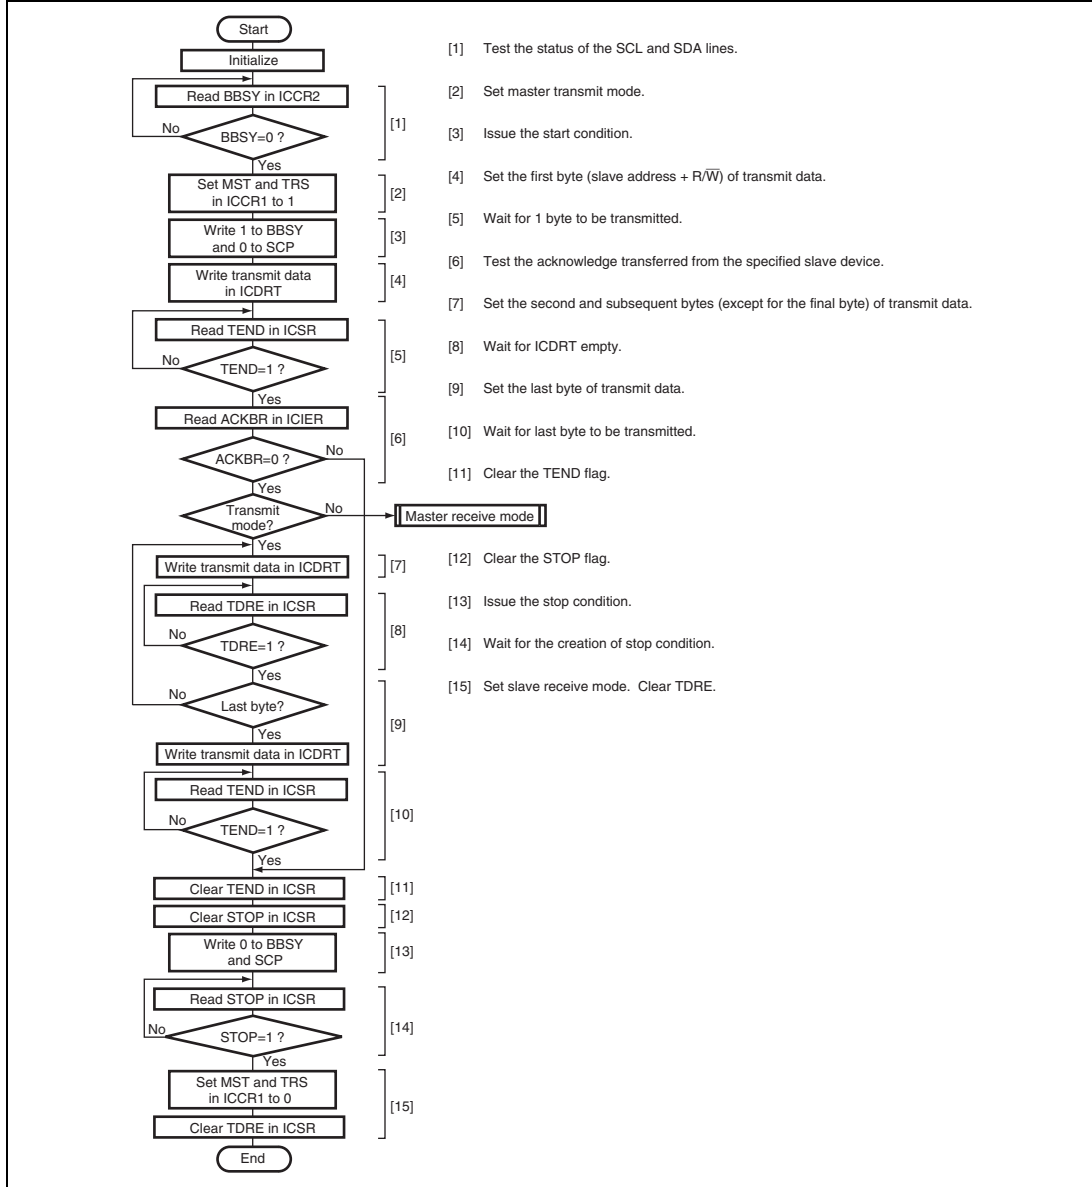 Start
Initialize
Read BBSY in ICCR2
No
BBSY=0 ?
[1]
Yes
Set MST and TRS
in ICCR1 to 1
[2]
Write 1 to BBSY
and 0 to SCP
[3]
Write transmit data
in ICDRT
[4]
Read TEND in ICSR
No
TEND=1 ?
[5]
Yes
Read ACKBR in ICIER
[6]
ACKBR=0 ?
No
Yes
Transmit
mode?
No
Master receive mode
Yes
Write transmit data in ICDRT
[7]
Read TDRE in ICSR
No
TDRE=1 ?
[8]
Yes
No
Last byte?
[9]
Yes
Write transmit data in ICDRT
Read TEND in ICSR
No
TEND=1 ?
[10]
Yes
Clear TEND in ICSR
[11]
Clear STOP in ICSR
[12]
Write 0 to BBSY
and SCP
[13]
Read STOP in ICSR
No
STOP=1 ?
[14]
Yes
Set MST and TRS
in ICCR1 to 0
[15]
Clear TDRE in ICSR
End
[1] Test the status of the SCL and SDA lines.
[2] Set master transmit mode.
[3] Issue the start condition.
[4] Set the first byte (slave address + R/W̅) of transmit data.
[5] Wait for 1 byte to be transmitted.
[6] Test the acknowledge transferred from the specified slave device.
[7] Set the second and subsequent bytes (except for the final byte) of transmit data.
[8] Wait for ICDRT empty.
[9] Set the last byte of transmit data.
[10] Wait for last byte to be transmitted.
[11] Clear the TEND flag.
[12] Clear the STOP flag.
[13] Issue the stop condition.
[14] Wait for the creation of stop condition.
[15] Set slave receive mode. Clear TDRE.